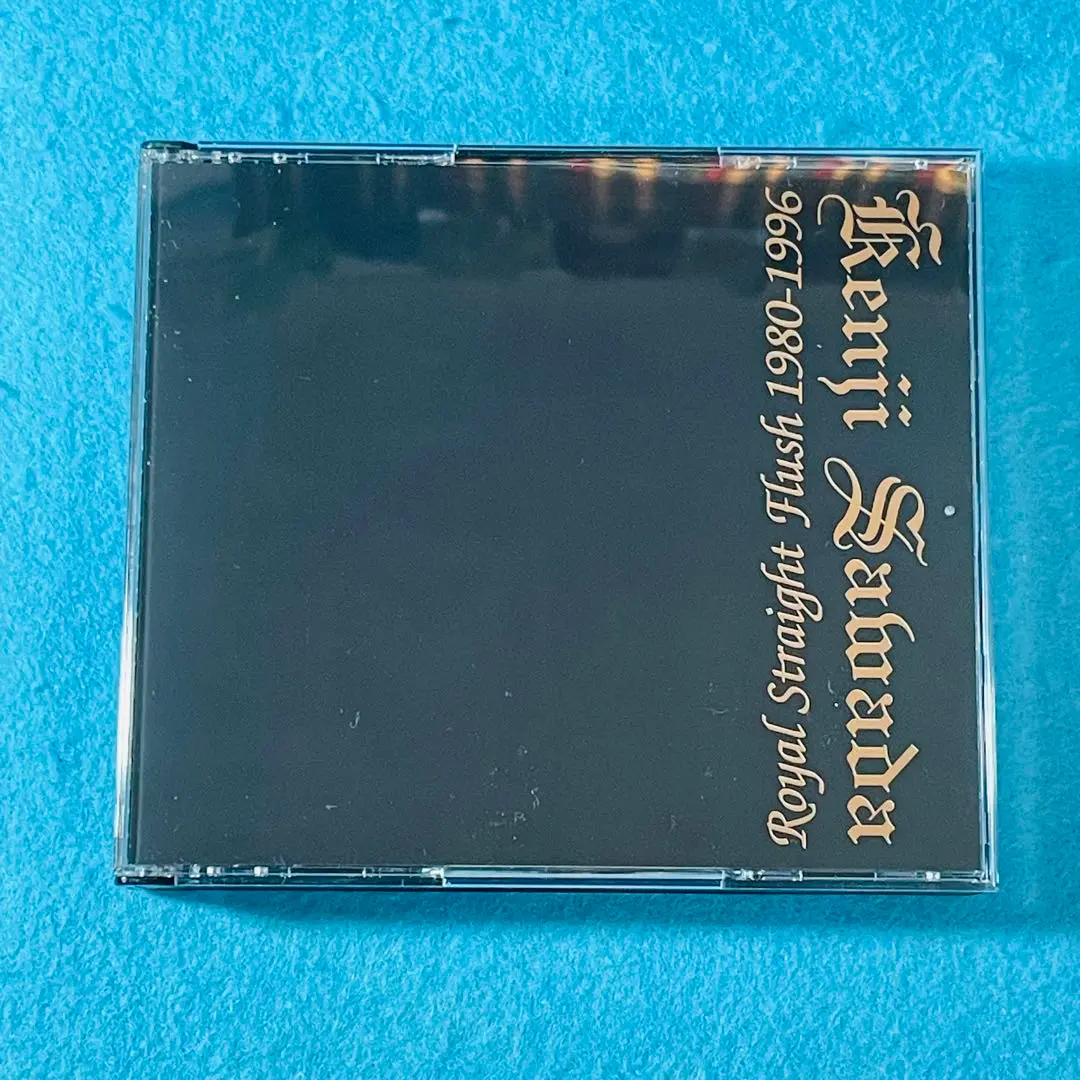 Kenji Sawada
Royal Straight Flush 1980-1996